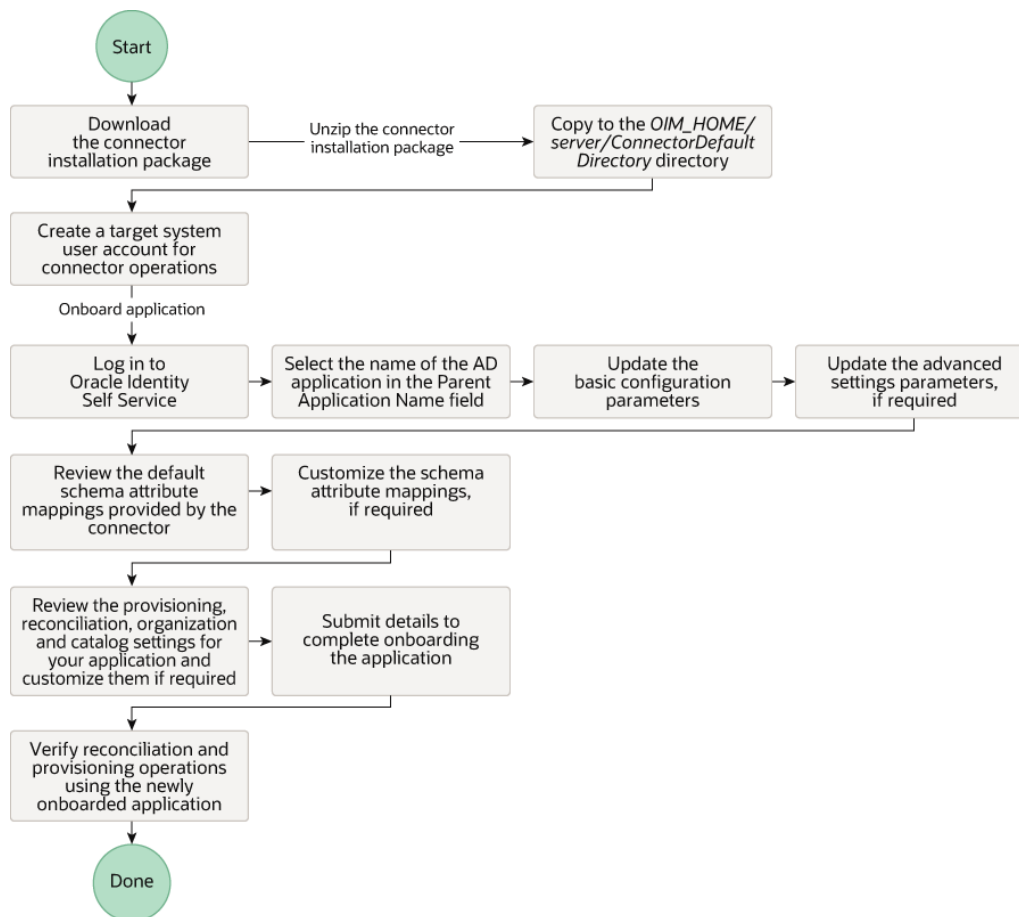 Start
Download
the connector
installation package
Unzip the connector
installation package
Copy to the OIM_HOME/
server/ConnectorDefault
Directory directory
Create a target system
user account for
connector operations
Onboard application
Log in to
Oracle Identity
Self Service
Select the name of the AD
application in the Parent
Application Name field
Update the
basic configuration
parameters
Update the advanced
settings parameters,
if required
Review the default
schema attribute
mappings provided by the
connector
Customize the schema
attribute mappings,
if required
Review the provisioning,
reconciliation, organization
and catalog settings for
your application and
customize them if required
Submit details to
complete onboarding
the application
Verify reconciliation and
provisioning operations
using the newly
onboarded application
Done